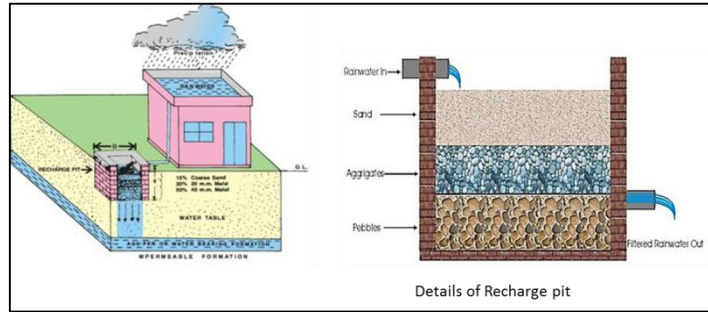 Precipitation
RAIN WATER
RECHARGE PIT
G.L.
15% Coarse Sand
20% 20 m.m. Metal
50% 40 m.m. Metal
WATER TABLE
AQUIFER OR WATER BEARING FORMATION
MPERMEABLE FORMATION
Rainwater In
Sand
Aggrigates
Pebbles
Filtered Rainwater Out
Details of Recharge pit